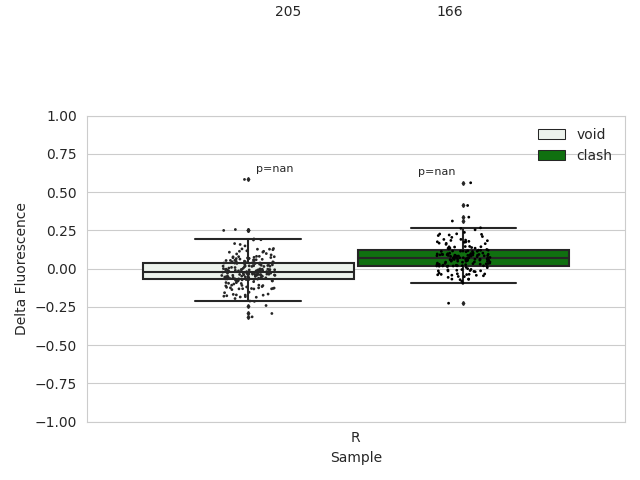 205 166
1.00
0.75
0.50
0.25
0.00
−0.25
−0.50
−0.75
−1.00
Delta Fluorescence
p=nan
p=nan
void
clash
R
Sample